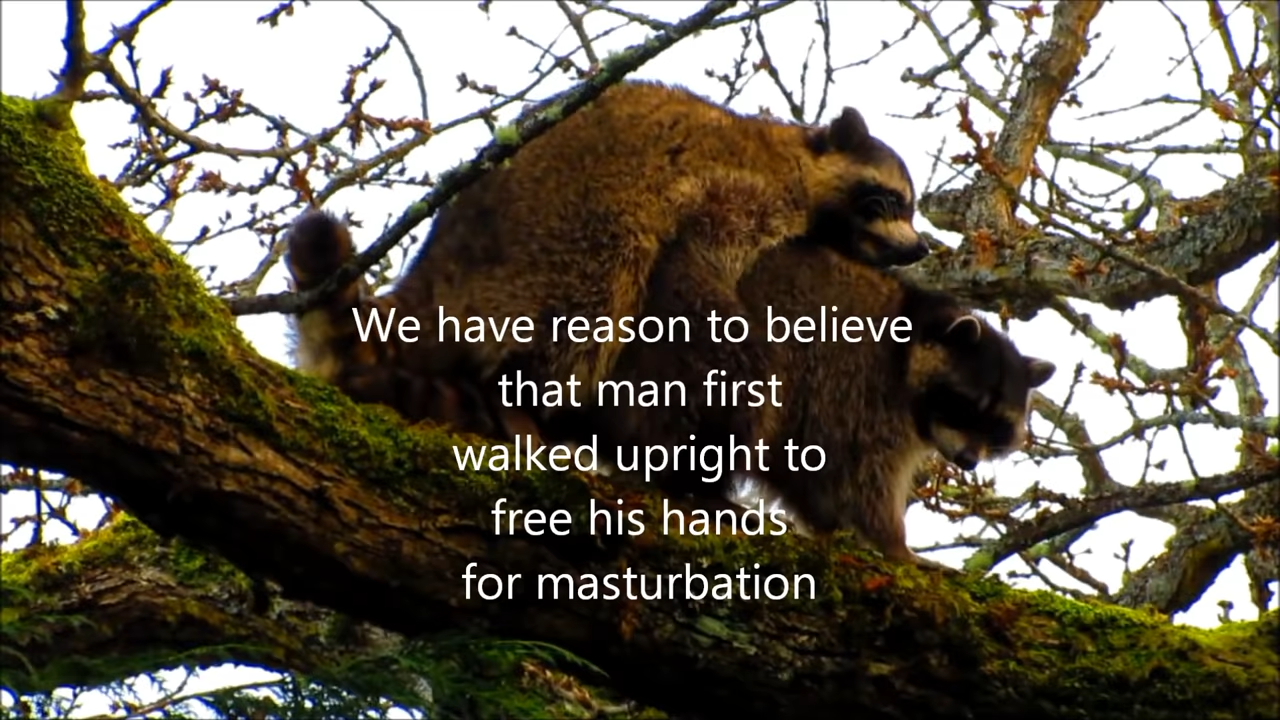 We have reason to believe
that man first
walked upright to
free his hands
for masturbation